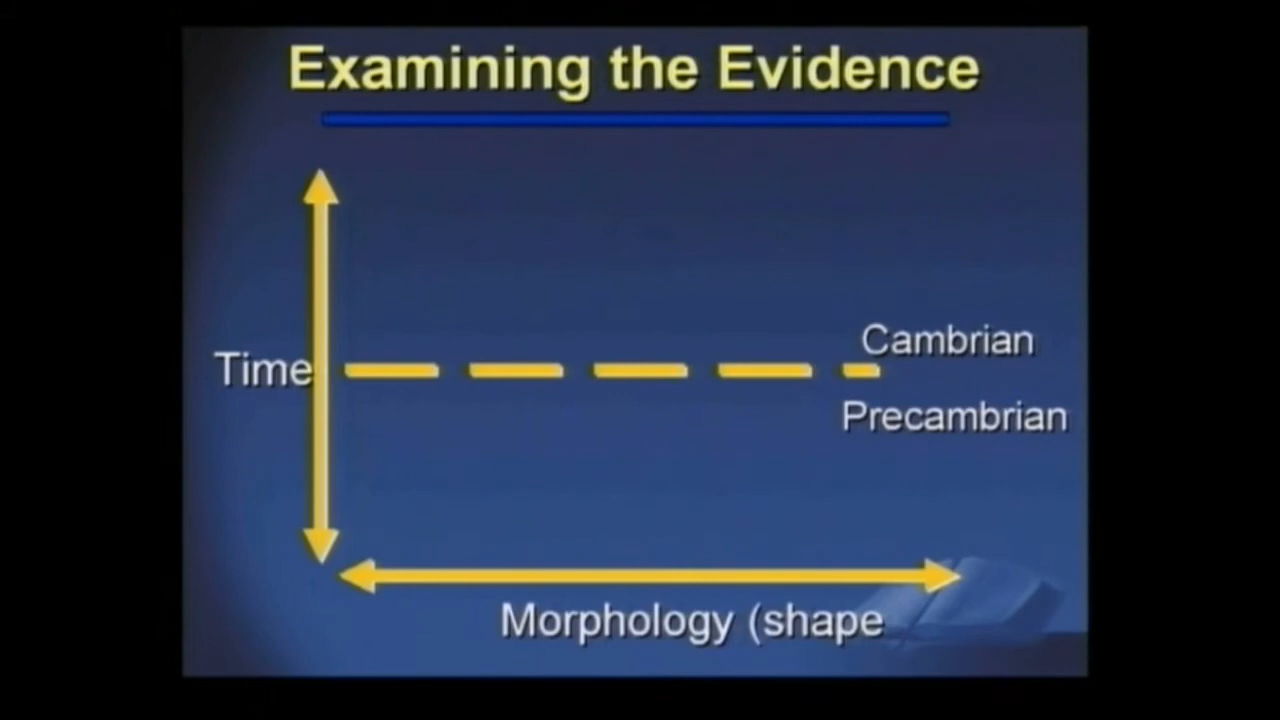 Examining the Evidence
Cambrian
Time
Precambrian
Morphology (shape